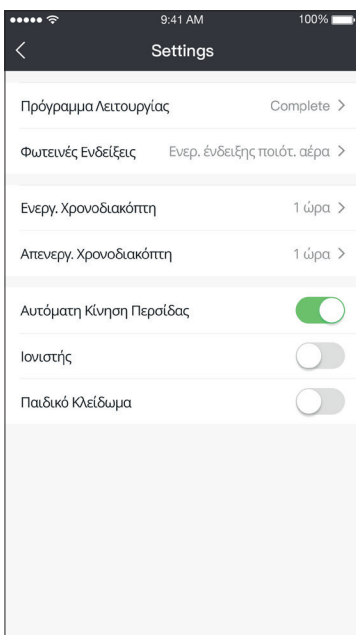 9:41 AM 100%
Settings
Πρόγραμμα Λειτουργίας Complete
Φωτεινές Ενδείξεις Ενερ. ένδειξης ποιότ. αέρα
Ενεργ. Χρονοδιακόπτη 1 ώρα
Απενεργ. Χρονοδιακόπτη 1 ώρα
Αυτόματη Κίνηση Περσίδας
Ιονιστής
Παιδικό Κλείδωμα